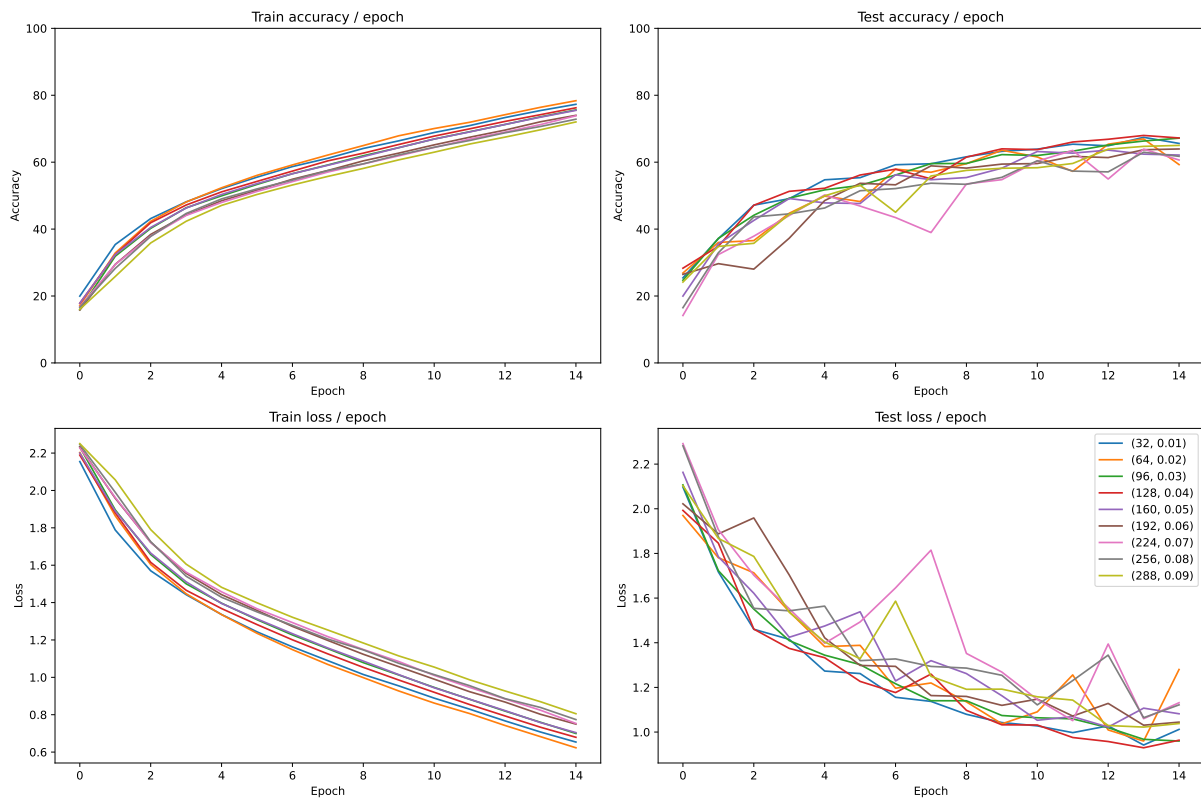 Train accuracy / epoch
Accuracy
100
80
60
40
20
0
0 2 4 6 8 10 12 14
Epoch
Test accuracy / epoch
Accuracy
100
80
60
40
20
0
0 2 4 6 8 10 12 14
Epoch
Train loss / epoch
Loss
2.2
2.0
1.8
1.6
1.4
1.2
1.0
0.8
0.6
0 2 4 6 8 10 12 14
Epoch
Test loss / epoch
Loss
2.2
2.0
1.8
1.6
1.4
1.2
1.0
0 2 4 6 8 10 12 14
Epoch
(32, 0.01)
(64, 0.02)
(96, 0.03)
(128, 0.04)
(160, 0.05)
(192, 0.06)
(224, 0.07)
(256, 0.08)
(288, 0.09)